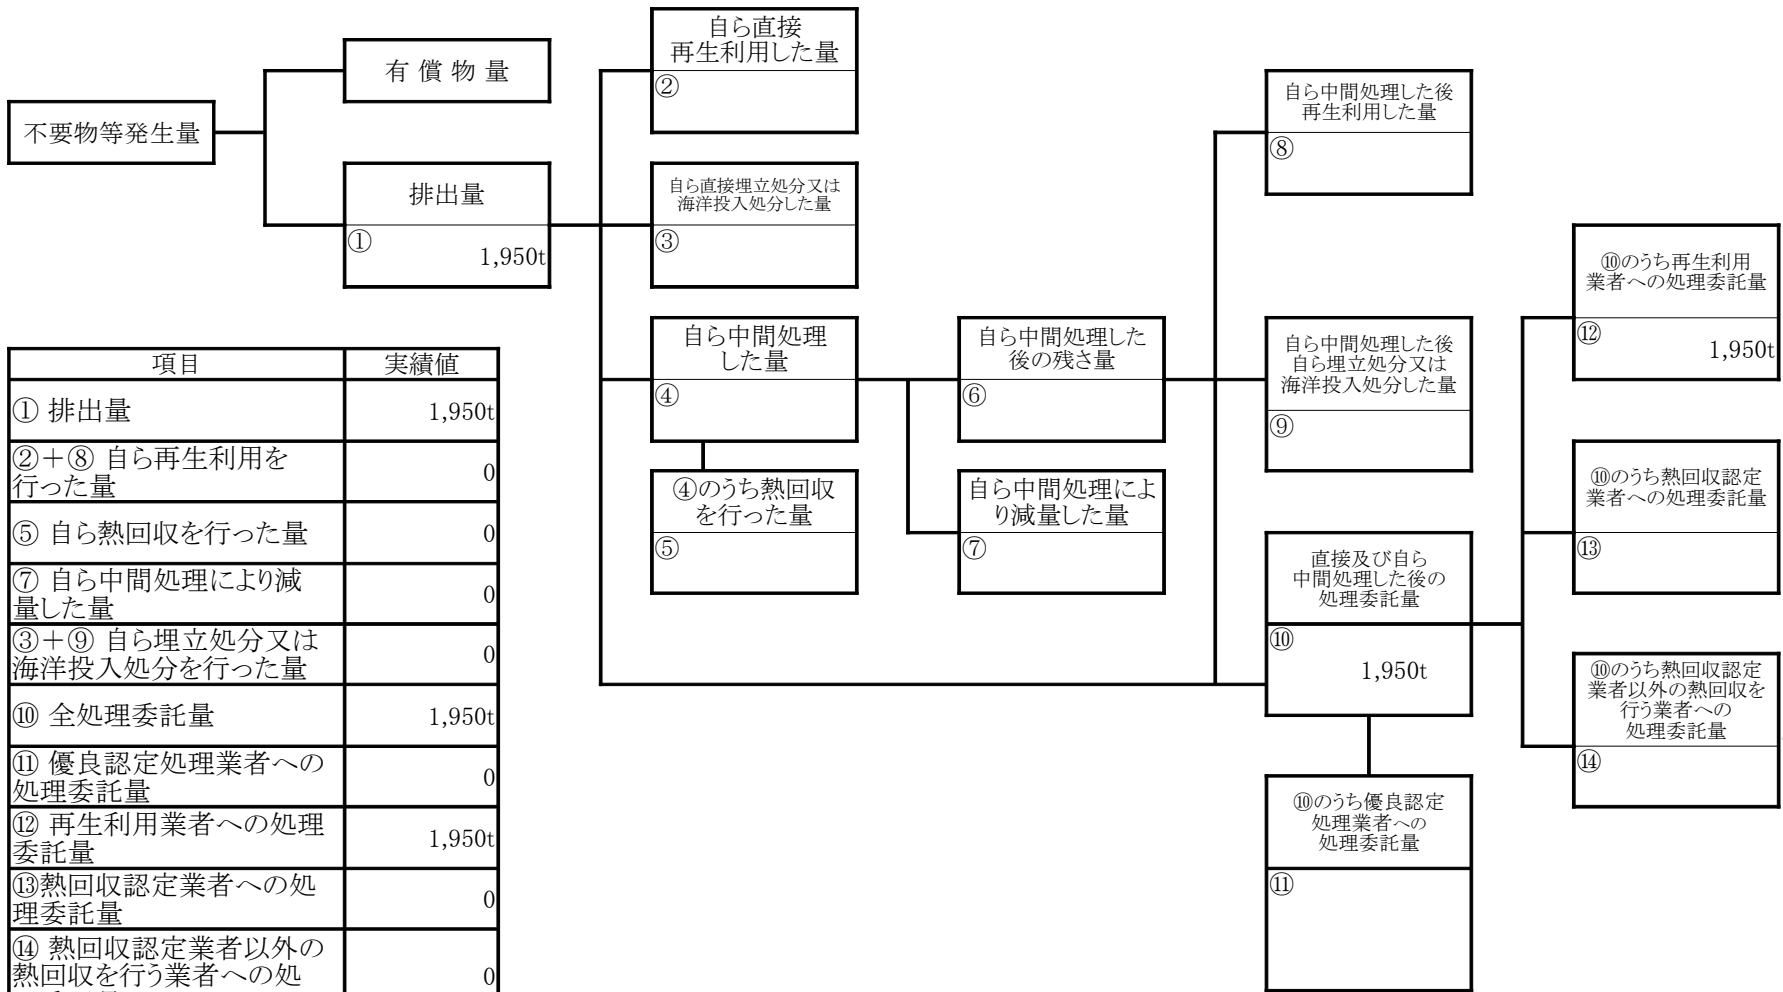 不要物等発生量
有償物量
排出量
①
1,950t
自ら直接
再生利用した量
②
自ら直接埋立処分又は
海洋投入処分した量
③
自ら中間処理
した量
④
④のうち熱回収
を行った量
⑤
自ら中間処理した
後の残さ量
⑥
自ら中間処理によ
り減量した量
⑦
自ら中間処理した後
再生利用した量
⑧
自ら中間処理した後
自ら埋立処分又は
海洋投入処分した量
⑨
直接及び自ら
中間処理した後の
処理委託量
⑩
1,950t
⑩のうち優良認定
処理業者への
処理委託量
⑪
⑩のうち再生利用
業者への処理委託量
⑫
1,950t
⑩のうち熱回収認定
業者への処理委託量
⑬
⑩のうち熱回収認定
業者以外の熱回収を
行う業者への
処理委託量
⑭
項目 実績値
① 排出量 1,950t
②+⑧ 自ら再生利用を
行った量 0
⑤ 自ら熱回収を行った量 0
⑦ 自ら中間処理により減
量した量 0
③+⑨ 自ら埋立処分又は
海洋投入処分を行った量 0
⑩ 全処理委託量 1,950t
⑪ 優良認定処理業者への
処理委託量 0
⑫ 再生利用業者への処理
委託量 1,950t
⑬熱回収認定業者への処
理委託量 0
⑭ 熱回収認定業者以外の
熱回収を行う業者への処 0